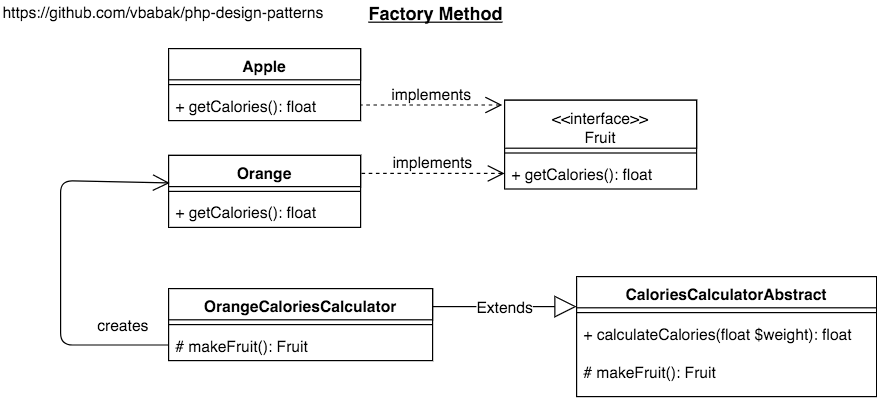 https://github.com/vbabak/php-design-patterns
Factory Method
Apple
+ getCalories(): float
implements
<<interface>>
Fruit
+ getCalories(): float
Orange
+ getCalories(): float
implements
OrangeCaloriesCalculator
# makeFruit(): Fruit
creates
Extends
CaloriesCalculatorAbstract
+ calculateCalories(float $weight): float
# makeFruit(): Fruit